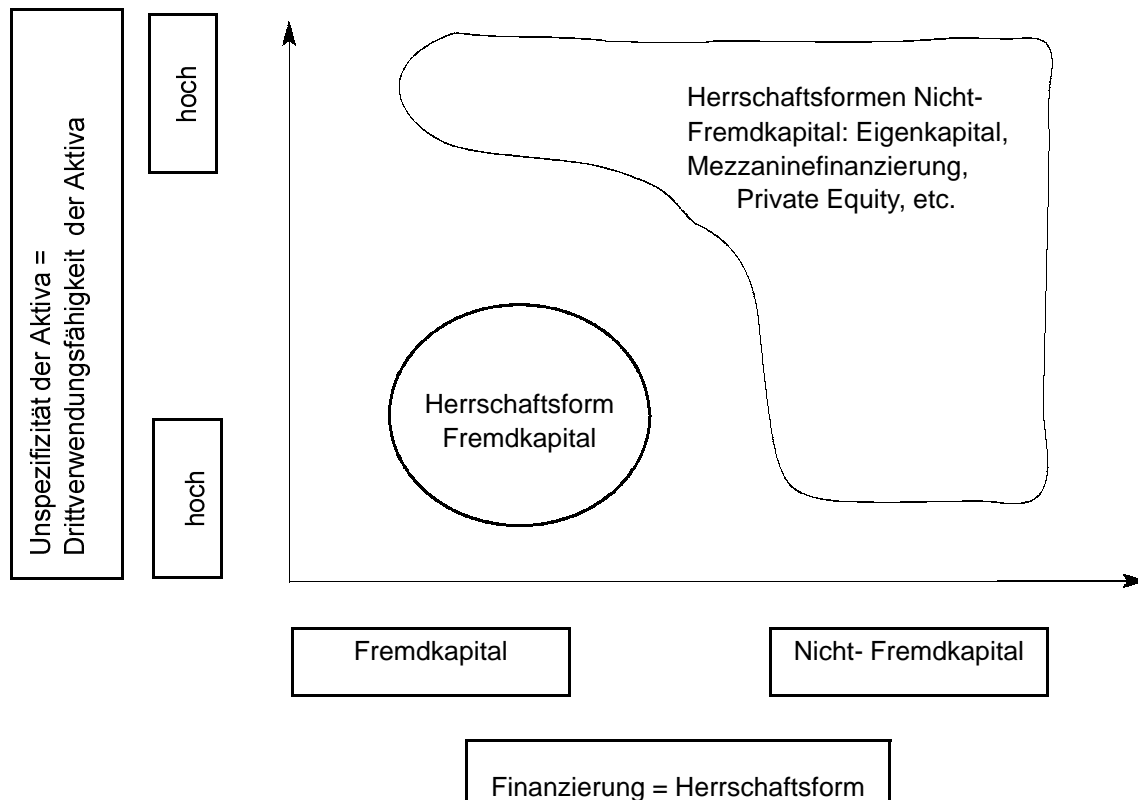 Unspezifizität der Aktiva =
Drittverwendungsfähigkeit der Aktiva
hoch
hoch
Herrschaftsformen Nicht-
Fremdkapital: Eigenkapital,
Mezzaninefinanzierung,
Private Equity, etc.
Herrschaftsform
Fremdkapital
Fremdkapital
Nicht- Fremdkapital
Finanzierung = Herrschaftsform